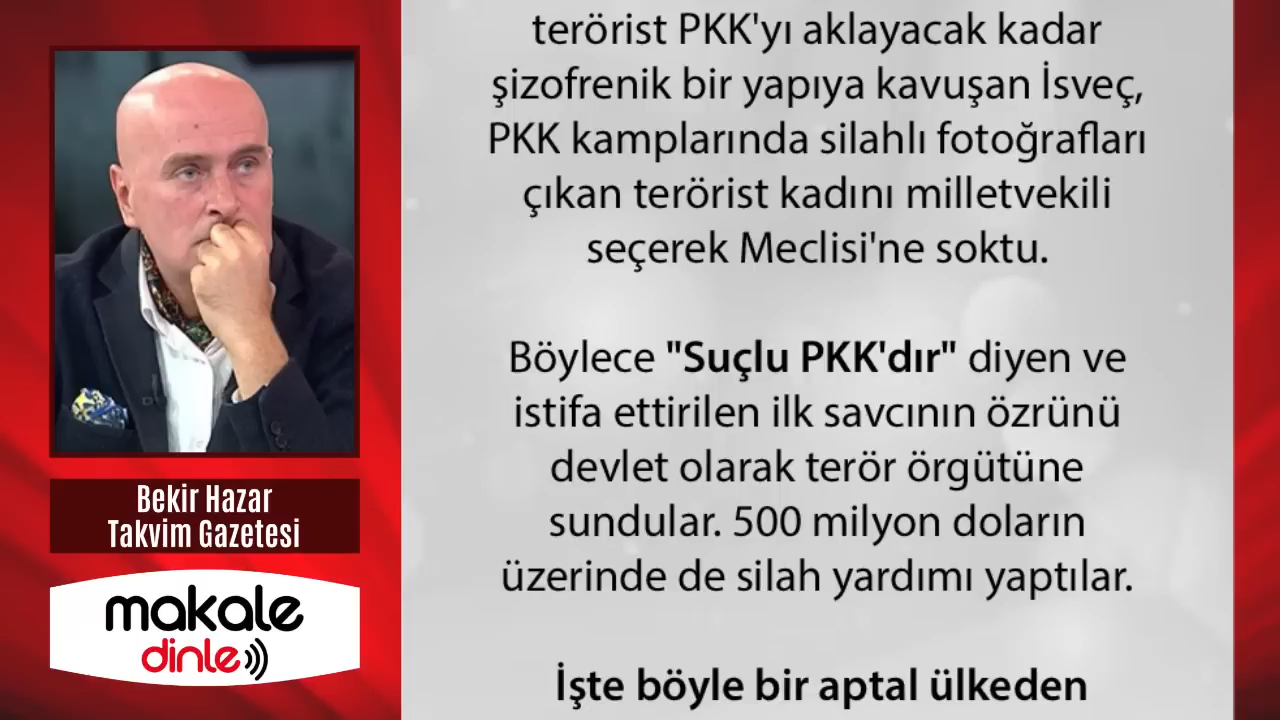 terörist PKK'yı aklayacak kadar
şizofrenik bir yapıya kavuşan İsveç,
PKK kamplarında silahlı fotoğrafları
çıkan terörist kadını milletvekili
seçerek Meclisi'ne soktu.
Böylece "Suçlu PKK'dır" diyen ve
istifa ettirilen ilk savcının özrünü
devlet olarak terör örgütüne
sundular. 500 milyon doların
üzerinde de silah yardımı yaptılar.
İşte böyle bir aptal ülkeden
Bekir Hazar
Takvim Gazetesi
makale
dinle